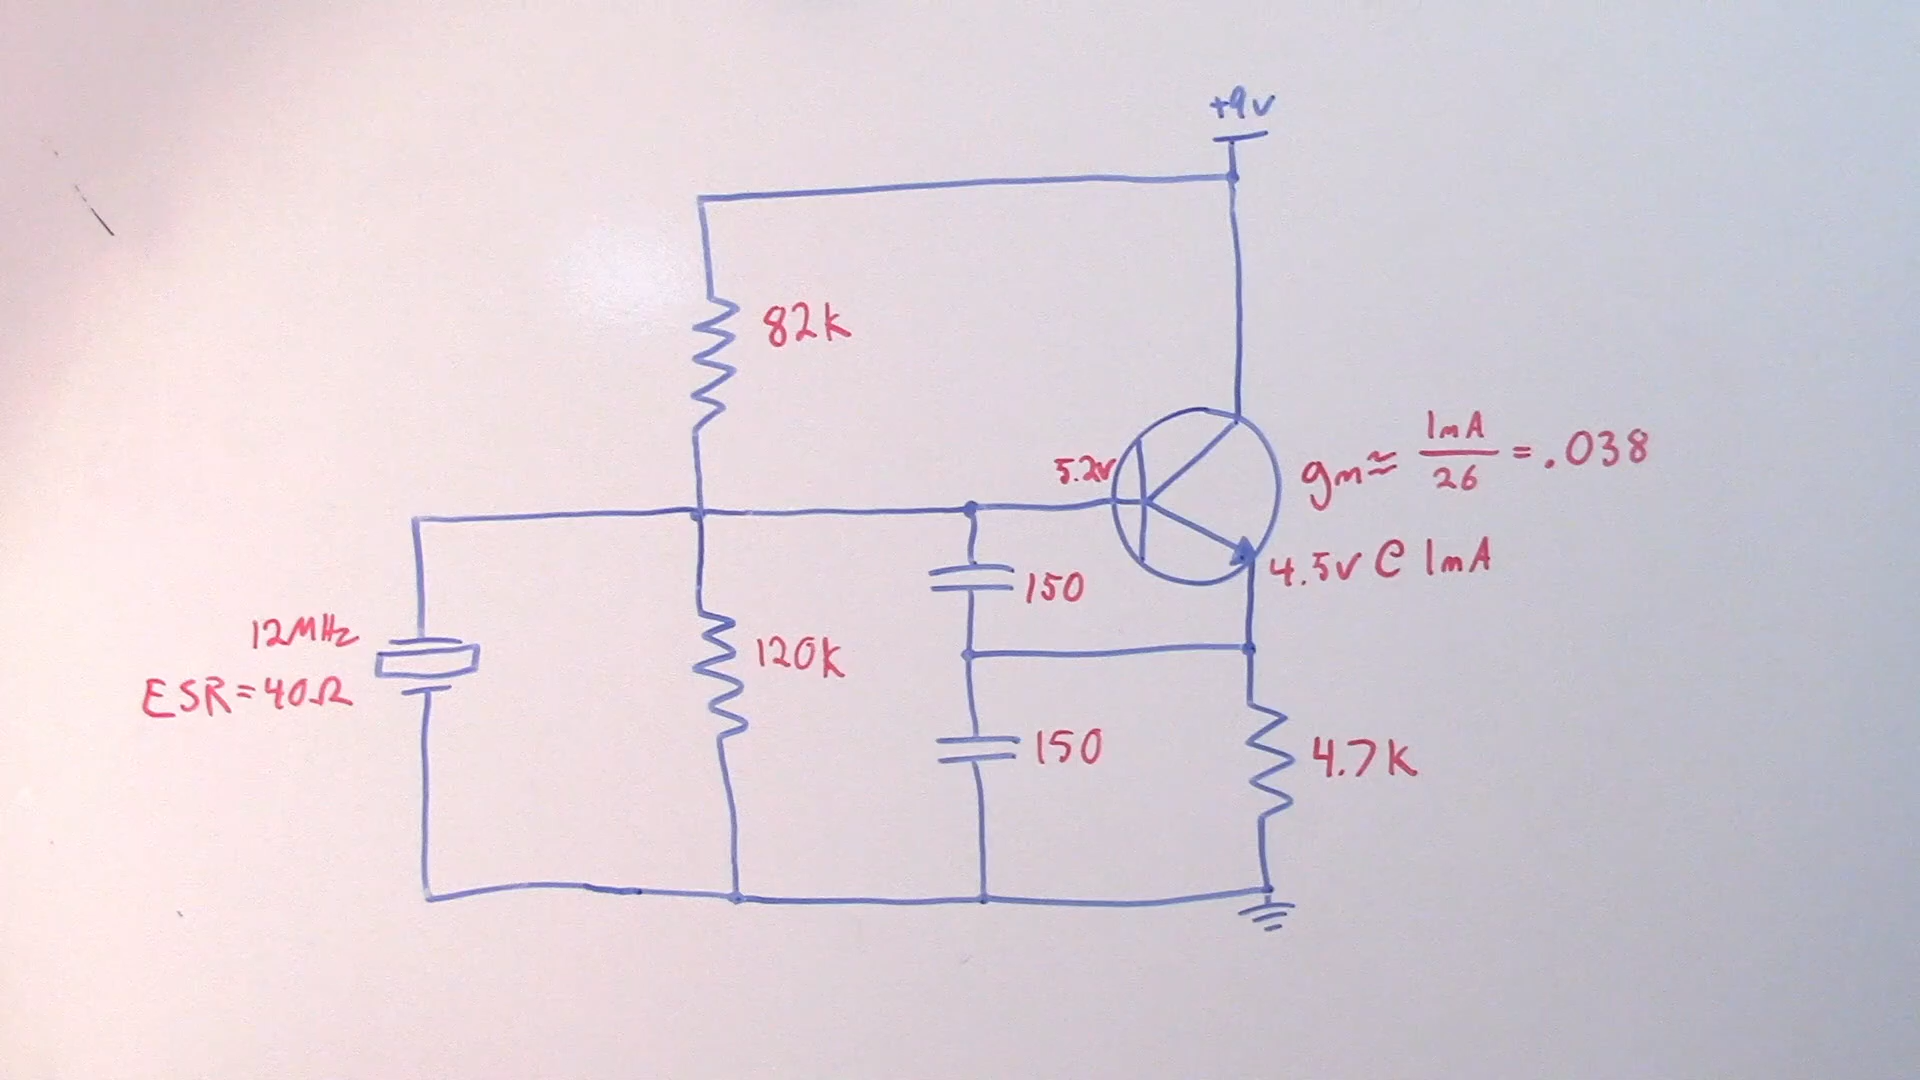 +9v
82k
5.2v
gm≈ 1mA/26 = .038
4.5v @ 1mA
150
12MHz
ESR=40Ω
120k
150
4.7k